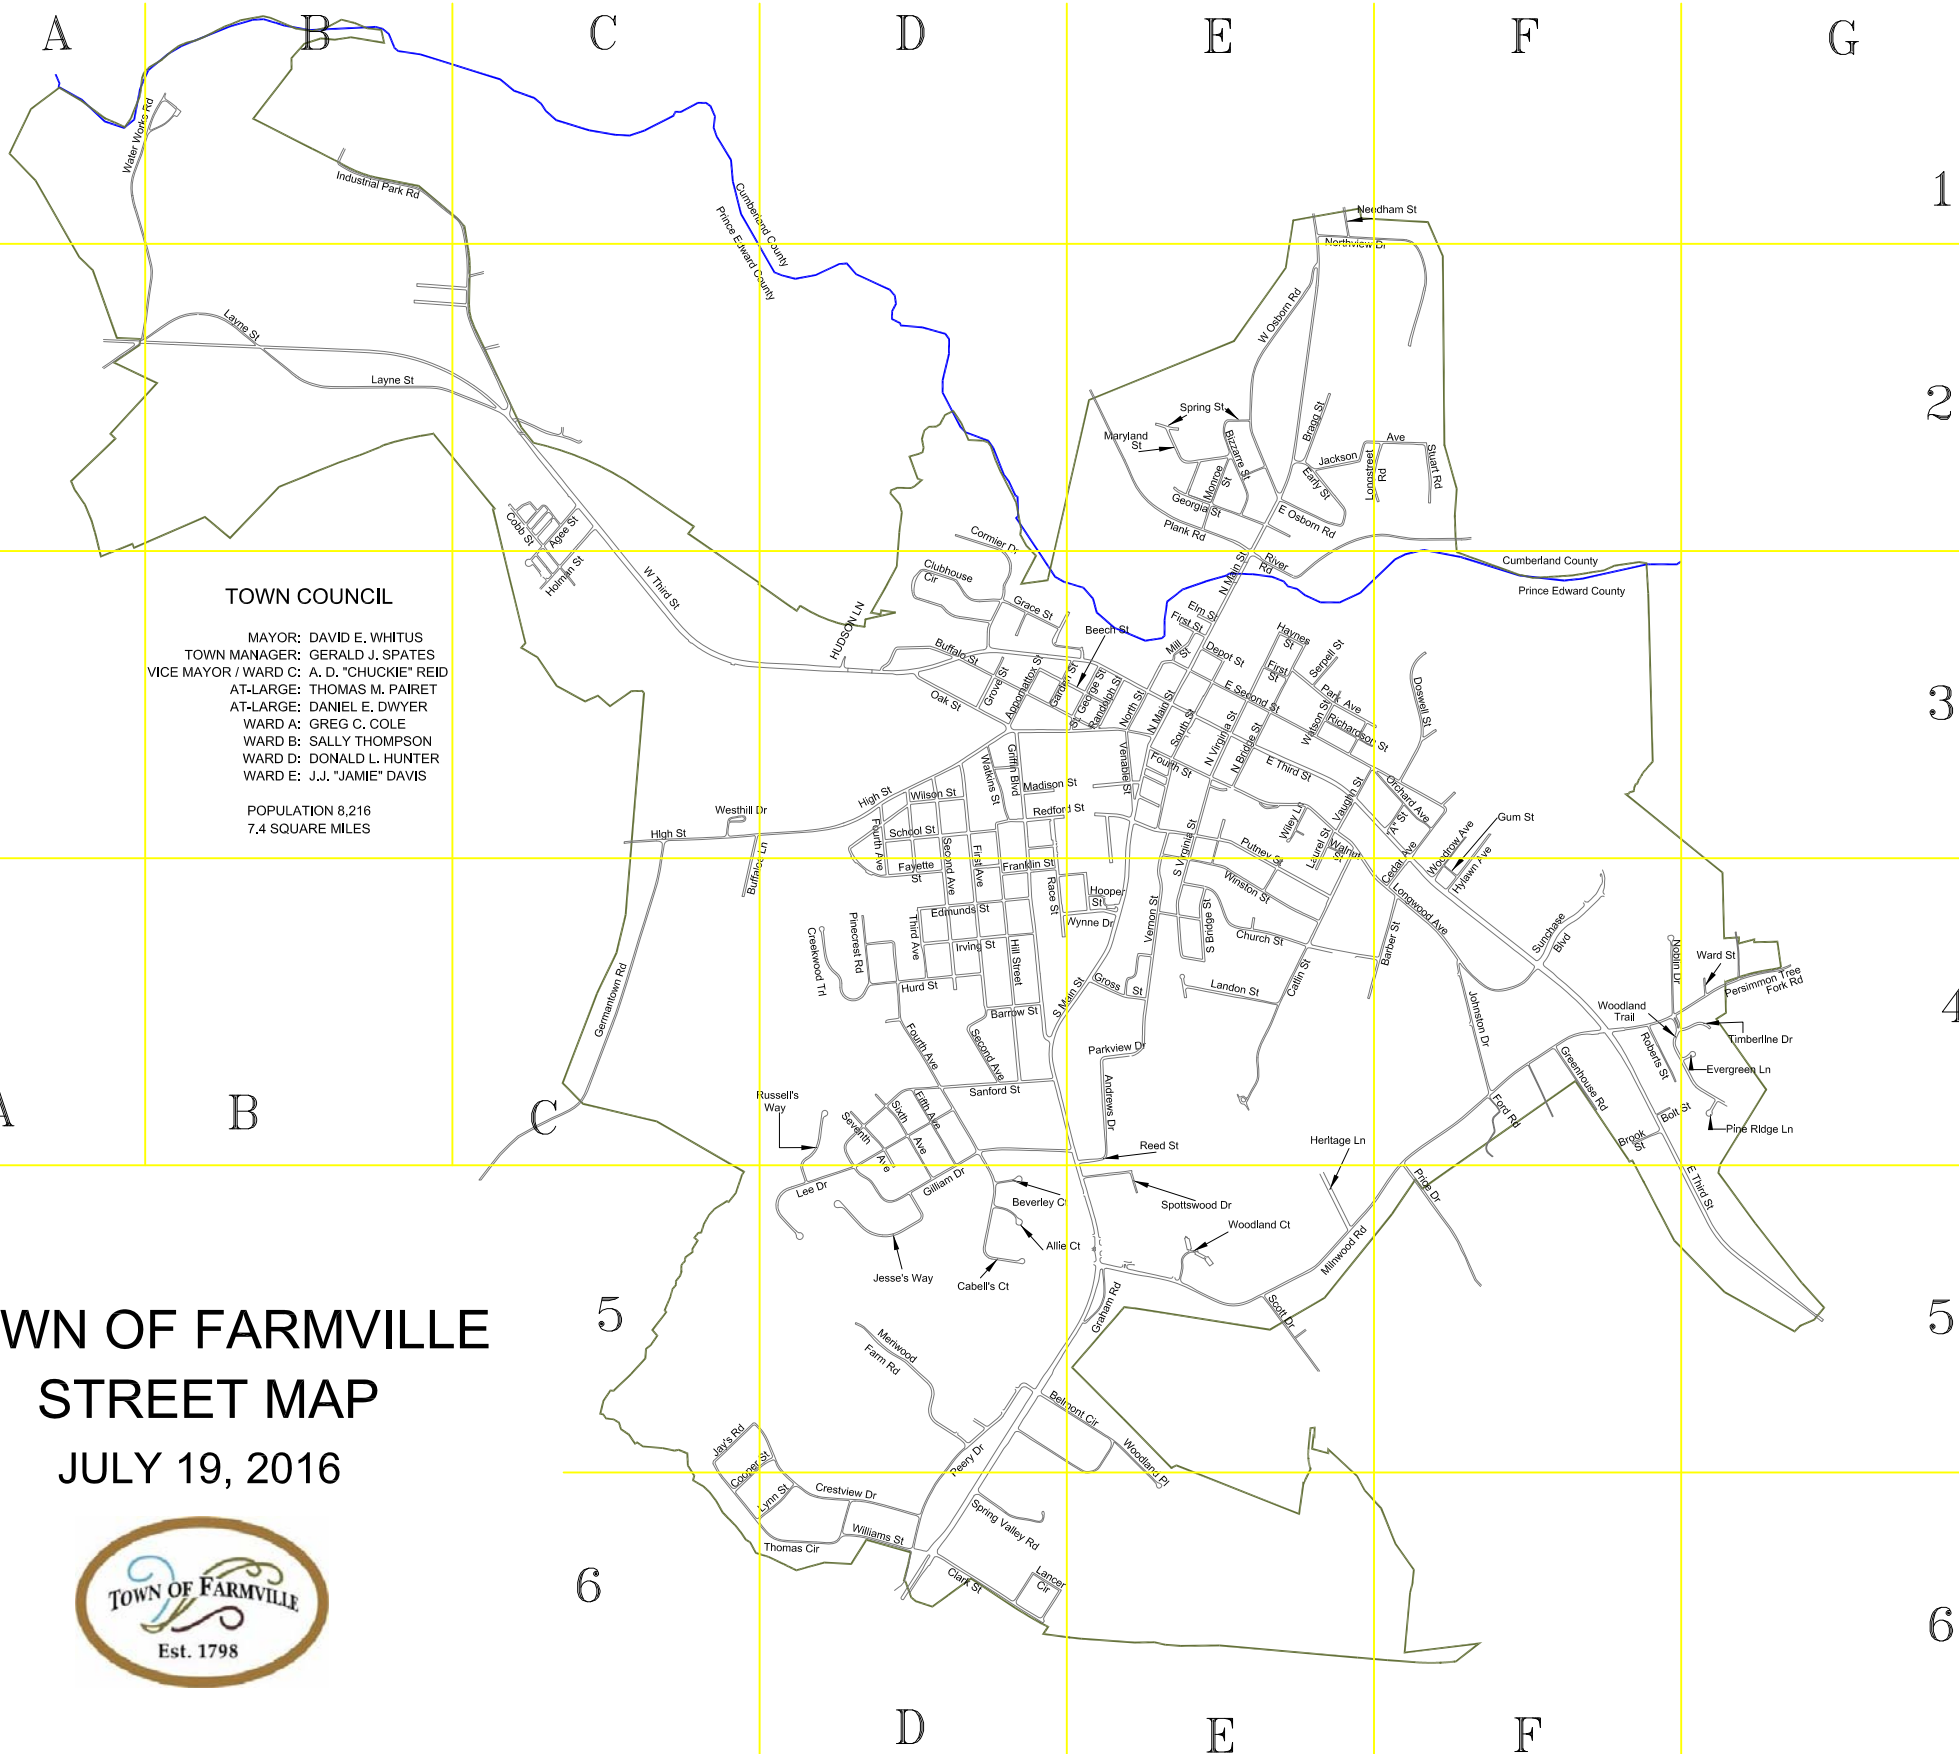 A
B
C
D
E
F
G
1
2
3
4
5
6
A
B
C
5
6
D
E
F
Water Works Rd
Industrial Park Rd
Cumberland County
Prince Edward County
Needham St
Northview Dr
Layne St
Layne St
W Osborn Rd
Spring St
Maryland
St
Bizzarre St
Bragg St
Ave
Jackson
Longstreet
Rd
Stuart Rd
Early St
Monroe
St
Georgia St
Plank Rd
E Osborn Rd
Cobb St
Agee St
Holman St
W Third St
HUDSON LN
Cormier Dr
Clubhouse
Cir
Grace St
Beech St
N Main St
River
Rd
Cumberland County
Prince Edward County
TOWN COUNCIL
MAYOR: DAVID E. WHITUS
TOWN MANAGER: GERALD J. SPATES
VICE MAYOR / WARD C: A. D. "CHUCKIE" REID
AT-LARGE: THOMAS M. PAIRET
AT-LARGE: DANIEL E. DWYER
WARD A: GREG C. COLE
WARD B: SALLY THOMPSON
WARD D: DONALD L. HUNTER
WARD E: J.J. "JAMIE" DAVIS
POPULATION 8,216
7.4 SQUARE MILES
Elm St
First St
Mill
St
Depot St
Haynes
St
First
St
Serpell St
Park Ave
Buffalo St
Oak St
Grove St
Appomattox St
Garden St
St. George St
Randolph St
North St
N Main St
South St
E Second St
N Virginia St
N Bridge St
Watson St
Richardson St
Doswell St
E Third St
Fourth St
Venable St
Watkins St
Griffin Blvd
Madison St
Redford St
High St
Wilson St
Westhill Dr
High St
Buffaloe Ln
Fourth Ave
School St
Fayette
St
Second Ave
First Ave
Franklin St
Race St
Vaughn St
Orchard Ave
"A" St
Cedar Ave
Woodrow Ave
Gum St
Hylawn Ave
Wiley Ln
Laurel St
Walnut
St
Putney St
S Virginia St
Winston St
Hooper
St
Wynne Dr
Vernon St
S Bridge St
Church St
Longwood Ave
Barber St
Sunchase
Blvd
Edmunds St
Third Ave
Irving St
Hill Street
Hurd St
Barrow St
Pinecrest Rd
Creekwood Trl
Germantown Rd
S Main St
Gross St
Landon St
Catlin St
Johnston Dr
Noblin Dr
Ward St
Persimmon Tree
Fork Rd
Woodland
Trail
Timberline Dr
Roberts St
Evergreen Ln
Bolt St
Pine Ridge Ln
Brook
St
Greenhouse Rd
Ford Rd
Fourth Ave
Second Ave
Sanford St
Parkview Dr
Andrews Dr
Russell's
Way
Seventh
Ave
Sixth
Ave
Fifth Ave
Reed St
Heritage Ln
Lee Dr
Gilliam Dr
Beverley Ct
Allie Ct
Cabell's Ct
Jesse's Way
Spottswood Dr
Woodland Ct
Milnwood Rd
Price Dr
E Third St
Scott Dr
Graham Rd
WN OF FARMVILLE
STREET MAP
JULY 19, 2016
Meriwood
Farm Rd
Belmont Cir
Woodland Pl
Peery Dr
Jay's Rd
Cooper St
Lynn St
Crestview Dr
Williams St
Thomas Cir
Spring Valley Rd
Clark St
Lancer
Cir
TOWN OF FARMVILLE
Est. 1798